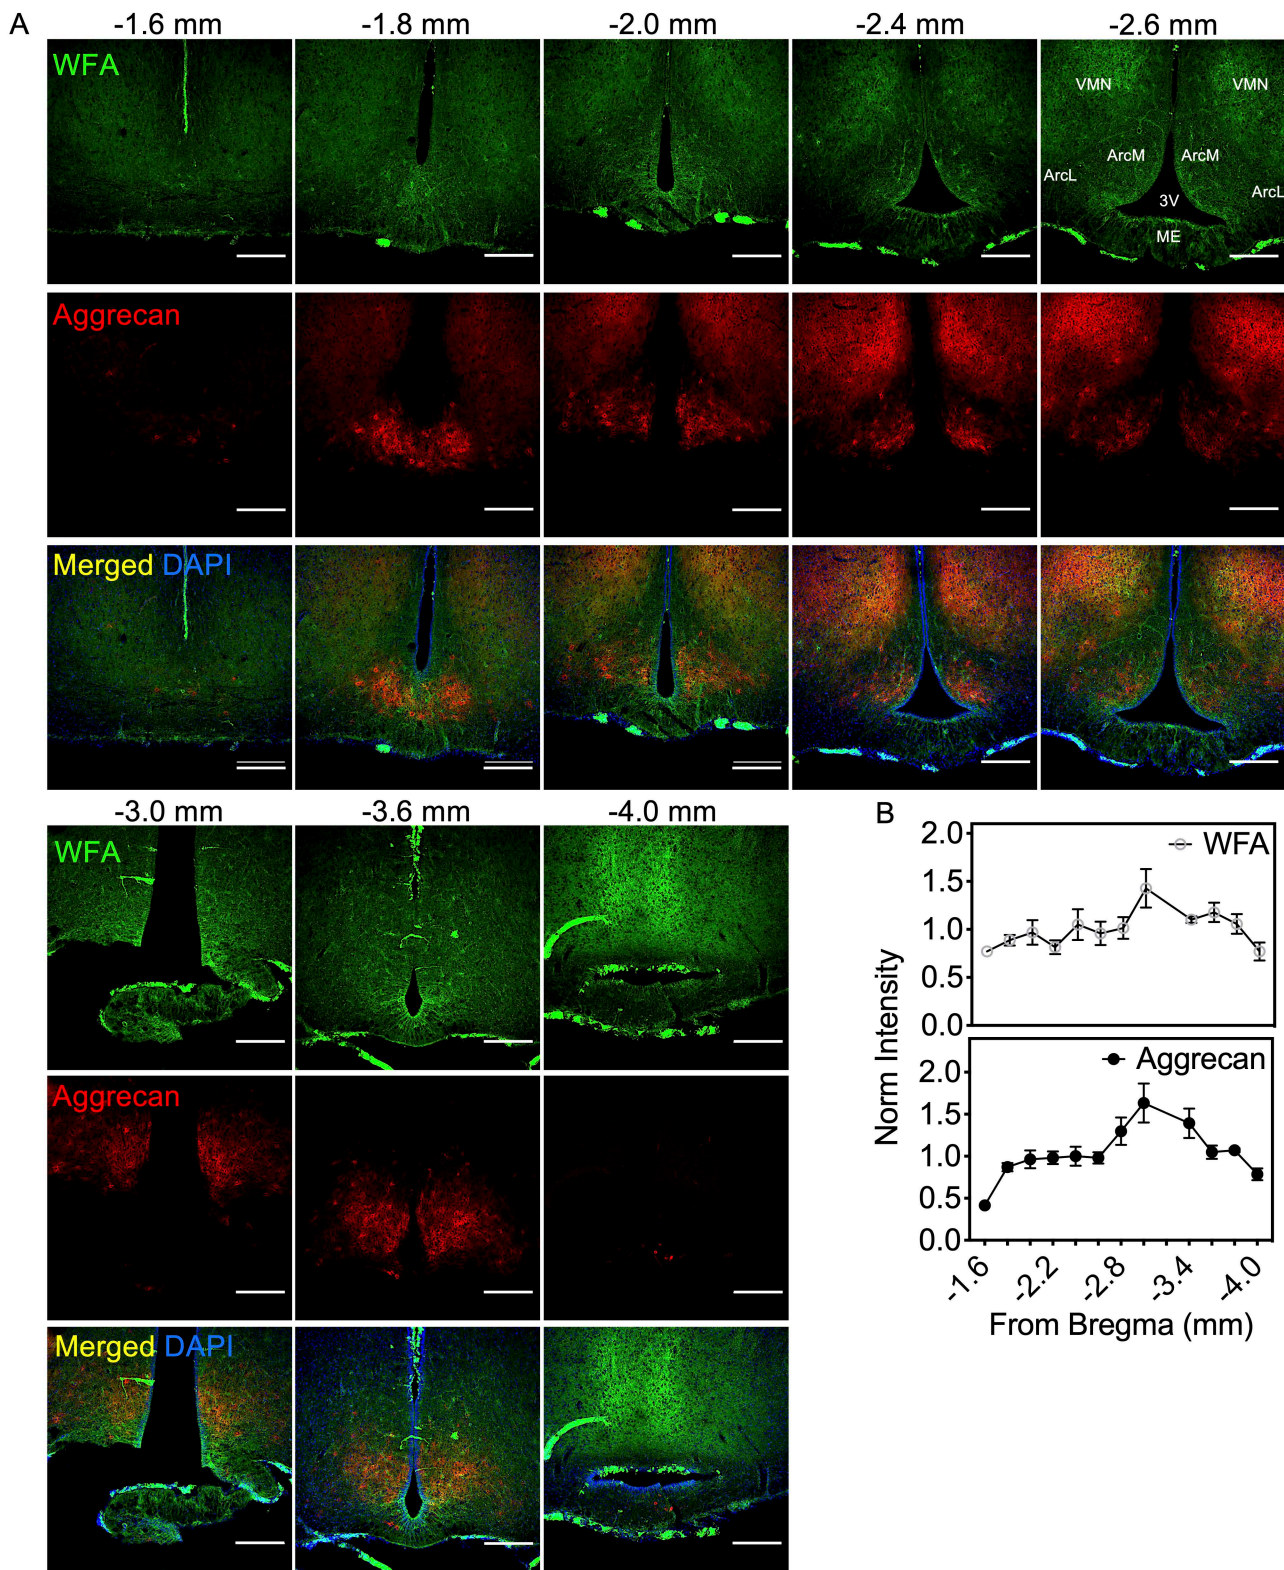 A
-1.6 mm -1.8 mm -2.0 mm -2.4 mm -2.6 mm
WFA
VMN VMN
ArcM ArcM
ArcL ArcL
3V
ME
Aggrecan
Merged DAPI
-3.0 mm -3.6 mm -4.0 mm
WFA
Aggrecan
Merged DAPI
B
WFA
2.0
1.5
1.0
0.5
0.0
Norm Intensity
Aggrecan
2.0
1.5
1.0
0.5
0.0
-1.6 -2.2 -2.8 -3.4 -4.0
From Bregma (mm)